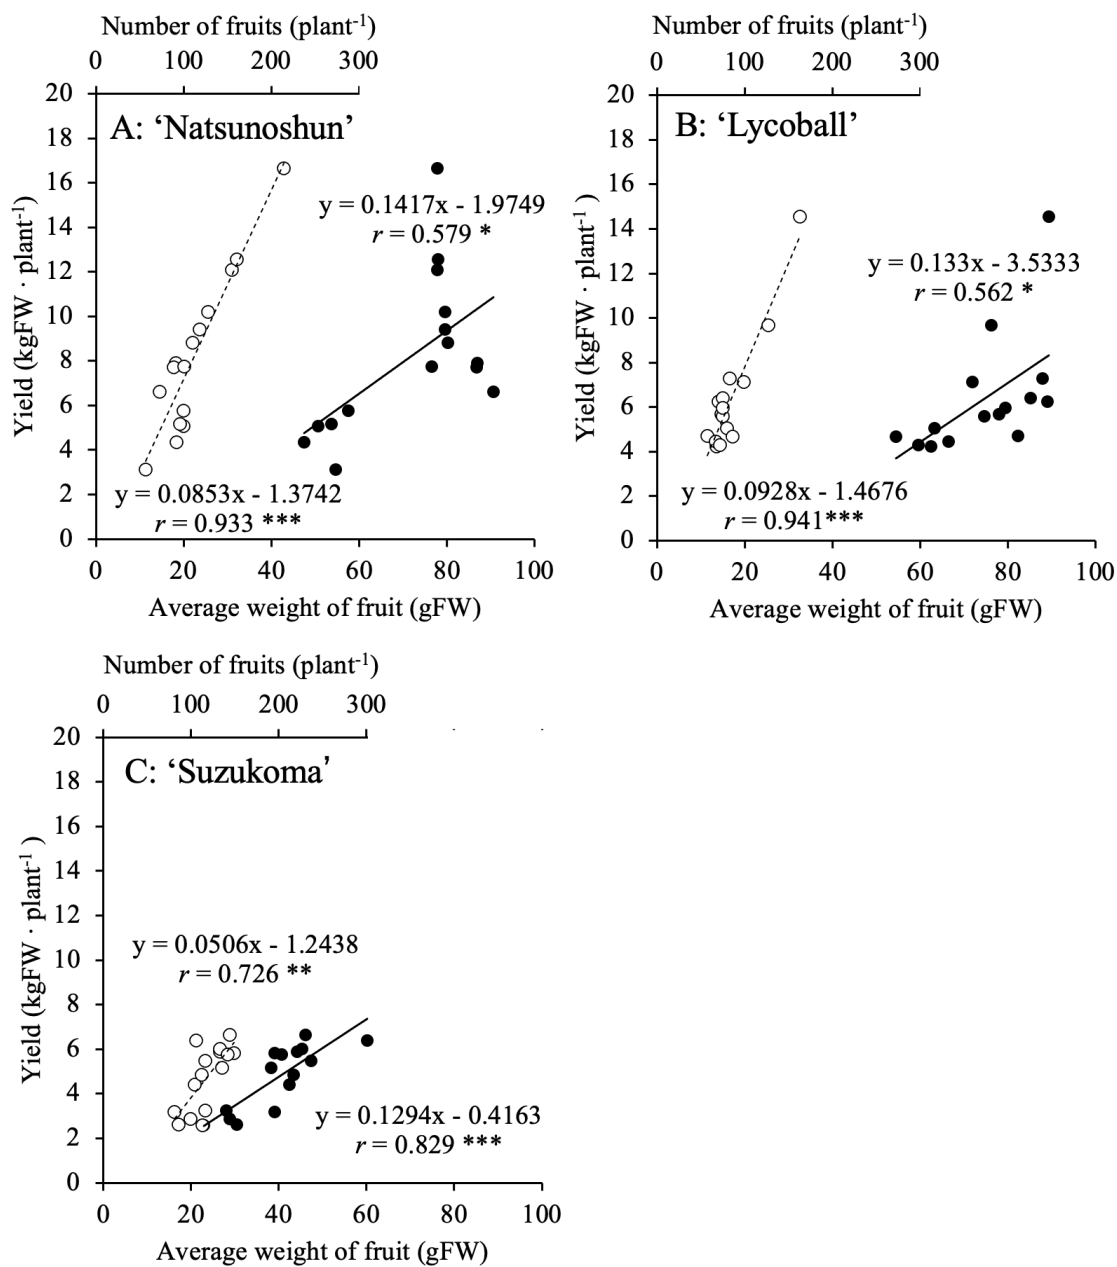 Number of fruits (plant⁻¹)
0 100 200 300
20
18
16
14
12
10
8
6
4
2
0
Yield (kgFW · plant⁻¹)
A: ‘Natsunoshun’
y = 0.1417x - 1.9749
r = 0.579 *
y = 0.0853x - 1.3742
r = 0.933 ***
0 20 40 60 80 100
Average weight of fruit (gFW)
Number of fruits (plant⁻¹)
0 100 200 300
20
18
16
14
12
10
8
6
4
2
0
Yield (kgFW · plant⁻¹ )
B: ‘Lycoball’
y = 0.133x - 3.5333
r = 0.562 *
y = 0.0928x - 1.4676
r = 0.941***
0 20 40 60 80 100
Average weight of fruit (gFW)
Number of fruits (plant⁻¹)
0 100 200 300
20
18
16
14
12
10
8
6
4
2
0
Yield (kgFW · plant⁻¹ )
C: ‘Suzukoma’
y = 0.0506x - 1.2438
r = 0.726 **
y = 0.1294x - 0.4163
r = 0.829 ***
0 20 40 60 80 100
Average weight of fruit (gFW)